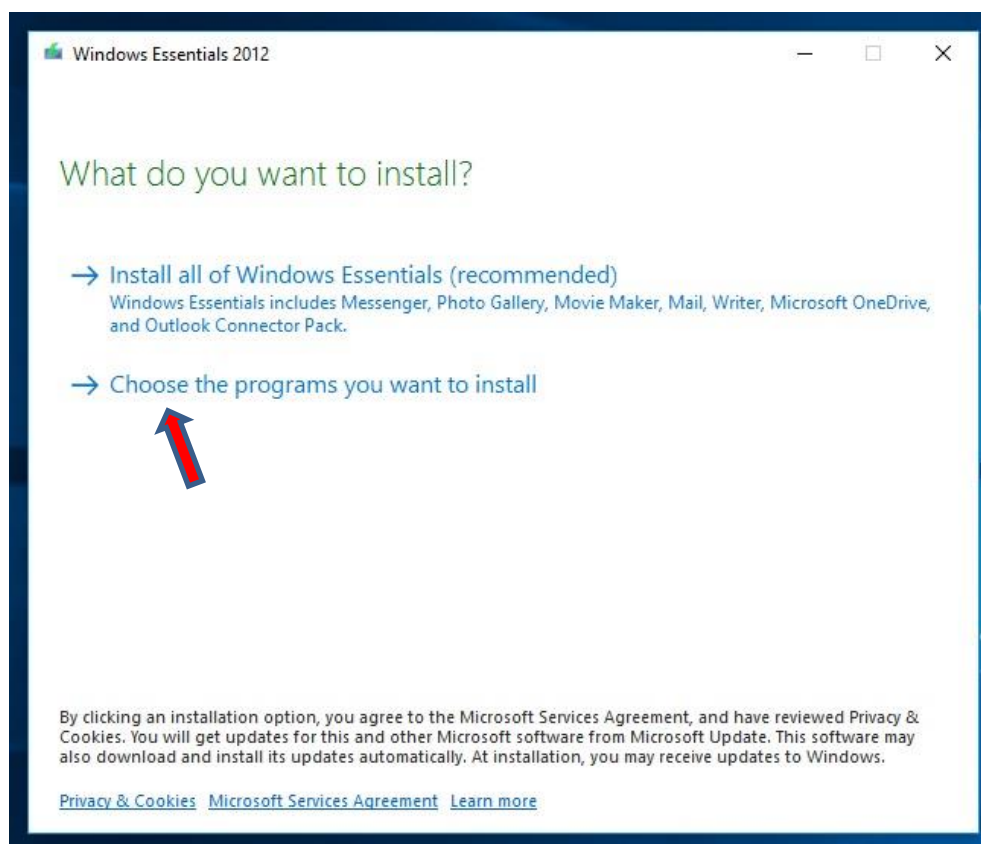 Windows Essentials 2012
What do you want to install?
Install all of Windows Essentials (recommended)
Windows Essentials includes Messenger, Photo Gallery, Movie Maker, Mail, Writer, Microsoft OneDrive,
and Outlook Connector Pack.
Choose the programs you want to install
By clicking an installation option, you agree to the Microsoft Services Agreement, and have reviewed Privacy &
Cookies. You will get updates for this and other Microsoft software from Microsoft Update. This software may
also download and install its updates automatically. At installation, you may receive updates to Windows.
Privacy & Cookies Microsoft Services Agreement Learn more